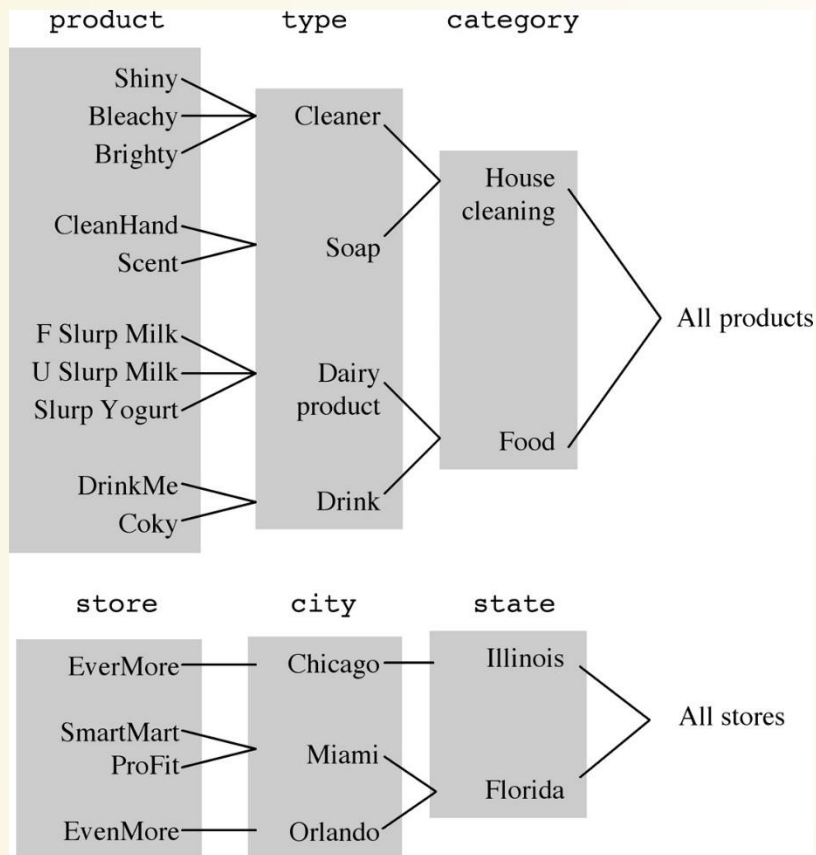 product type category
Shiny
Bleachy
Brighty
Cleaner
House
cleaning
CleanHand
Scent
Soap
All products
F Slurp Milk
U Slurp Milk
Slurp Yogurt
Dairy
product
Food
DrinkMe
Coky
Drink
store city state
EverMore Chicago Illinois
All stores
SmartMart
ProFit
Miami
Florida
EvenMore Orlando